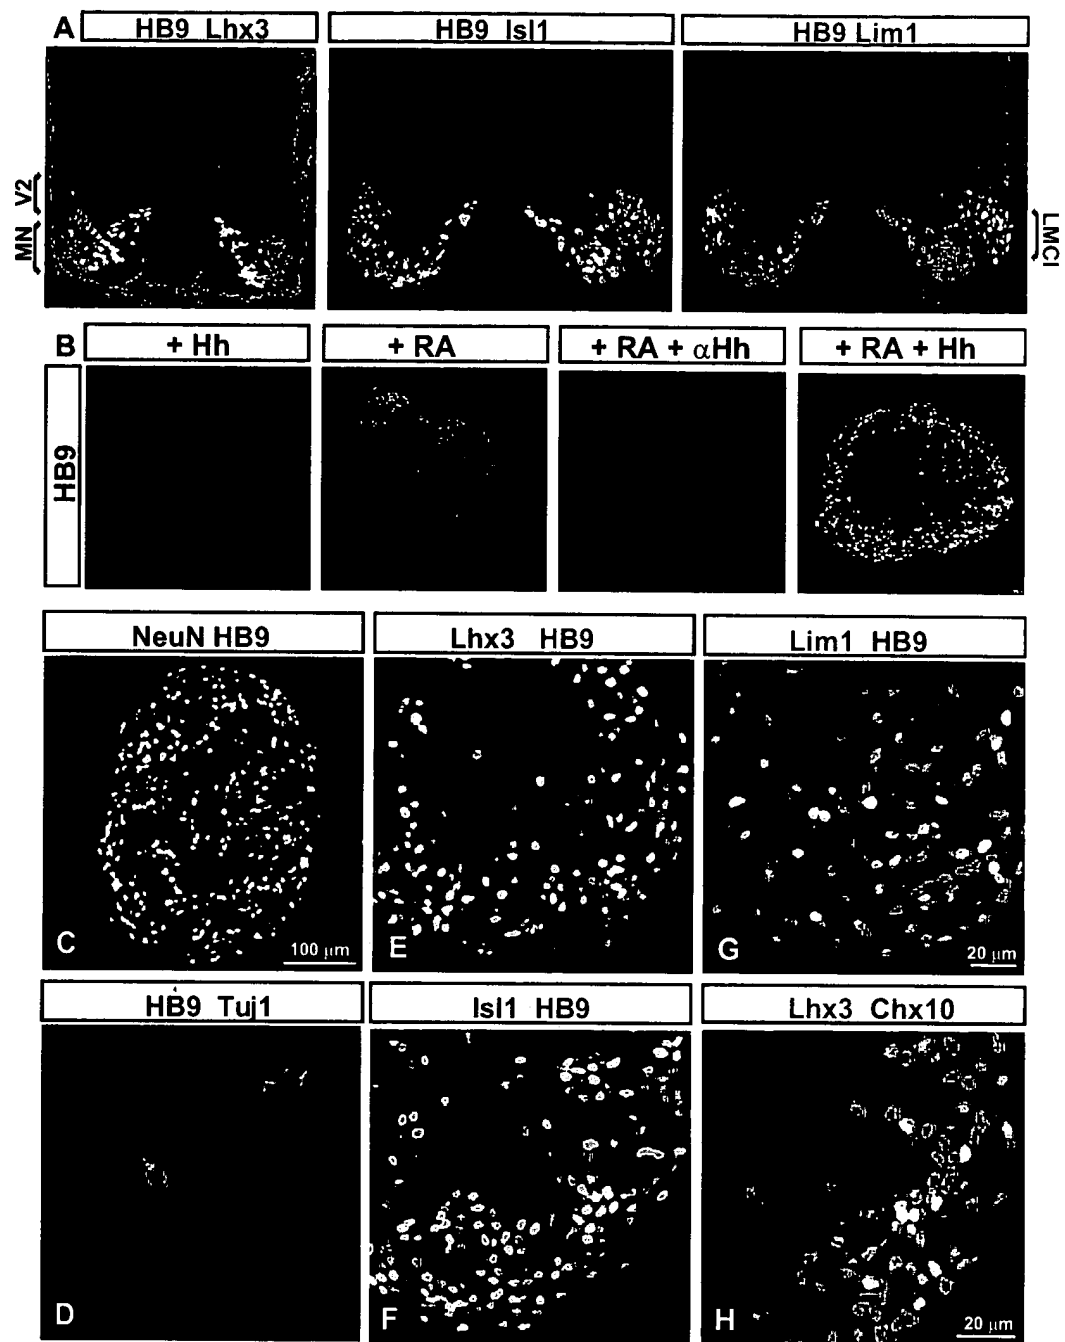 A HB9 Lhx3 HB9 Isl1 HB9 Lim1
V2
MN
LMCl
B + Hh + RA + RA + αHh + RA + Hh
HB9
NeuN HB9 Lhx3 HB9 Lim1 HB9
C 100 μm E G 20 μm
HB9 Tuj1 Isl1 HB9 Lhx3 Chx10
D F H 20 μm